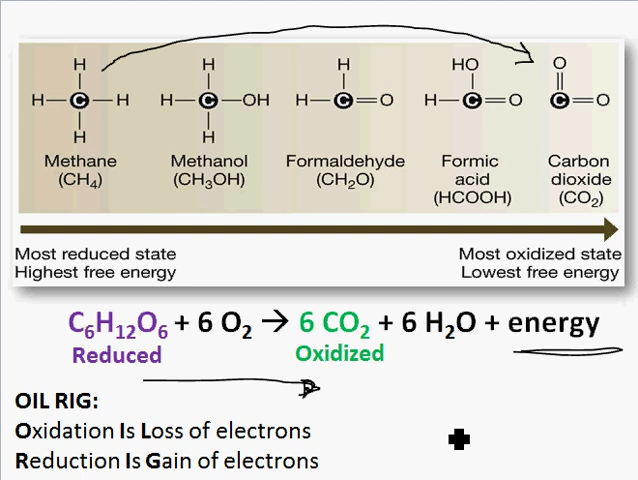 H H H HO O
H—C—H H—C—OH H—C=O H—C=O C=O
H H
Methane Methanol Formaldehyde Formic Carbon
(CH₄) (CH₃OH) (CH₂O) acid dioxide
(HCOOH) (CO₂)
Most reduced state Most oxidized state
Highest free energy Lowest free energy
C₆H₁₂O₆ + 6 O₂ → 6 CO₂ + 6 H₂O + energy
Reduced Oxidized
OIL RIG:
Oxidation Is Loss of electrons
Reduction Is Gain of electrons